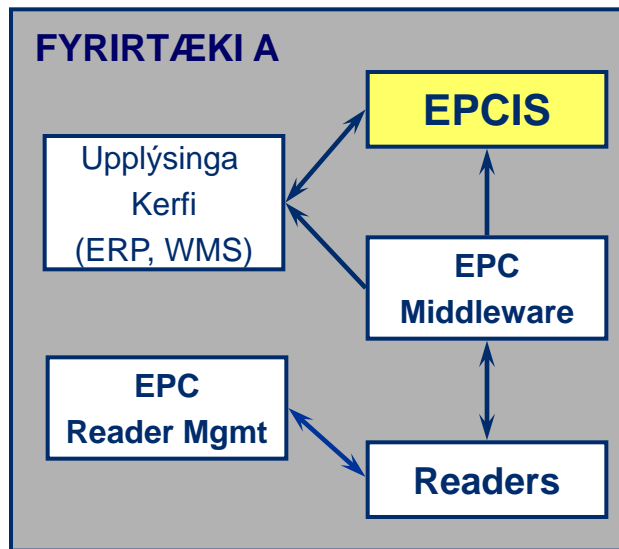 FYRIRTÆKI A
EPCIS
Upplýsinga
Kerfi
(ERP, WMS)
EPC
Middleware
EPC
Reader Mgmt
Readers